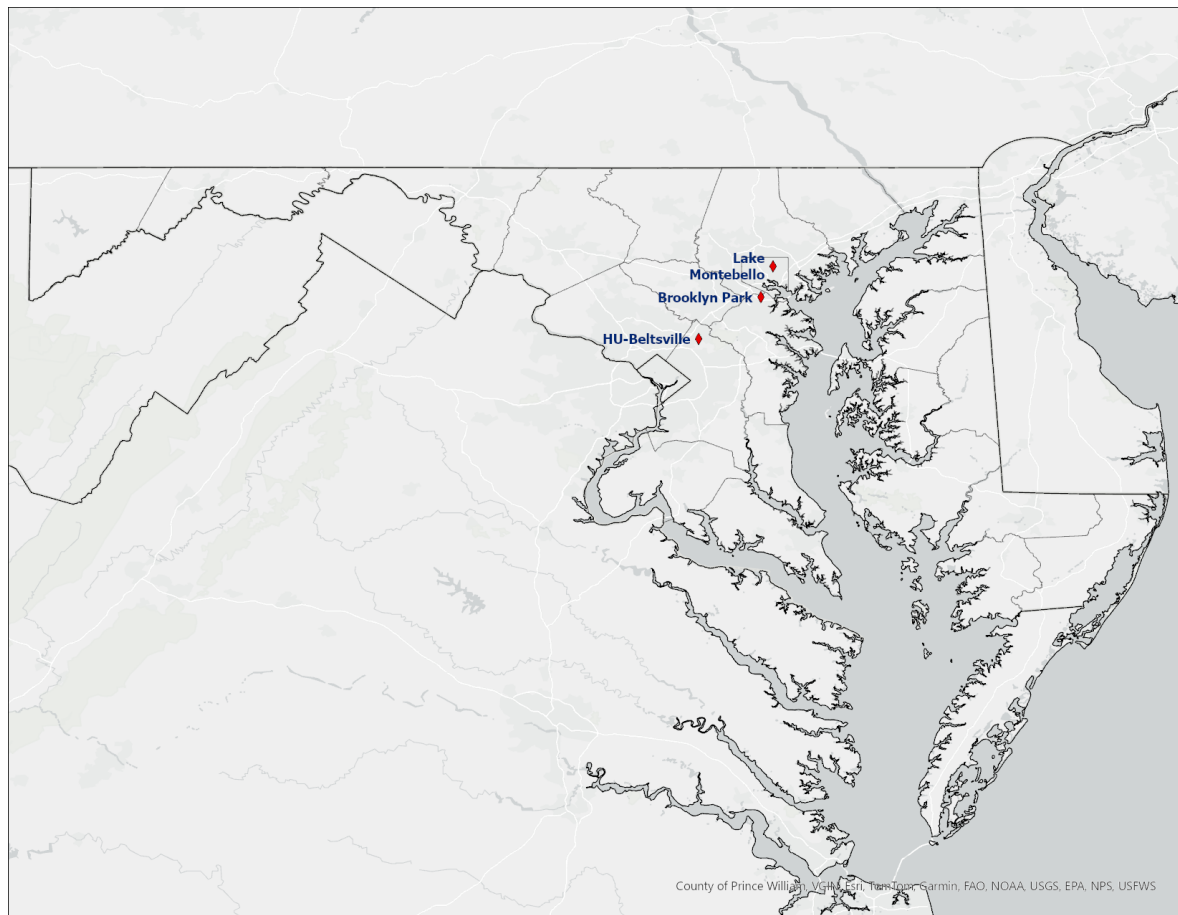 Lake
Montebello
Brooklyn Park
HU-Beltsville
County of Prince William, VGIN, Esri, TomTom, Garmin, FAO, NOAA, USGS, EPA, NPS, USFWS